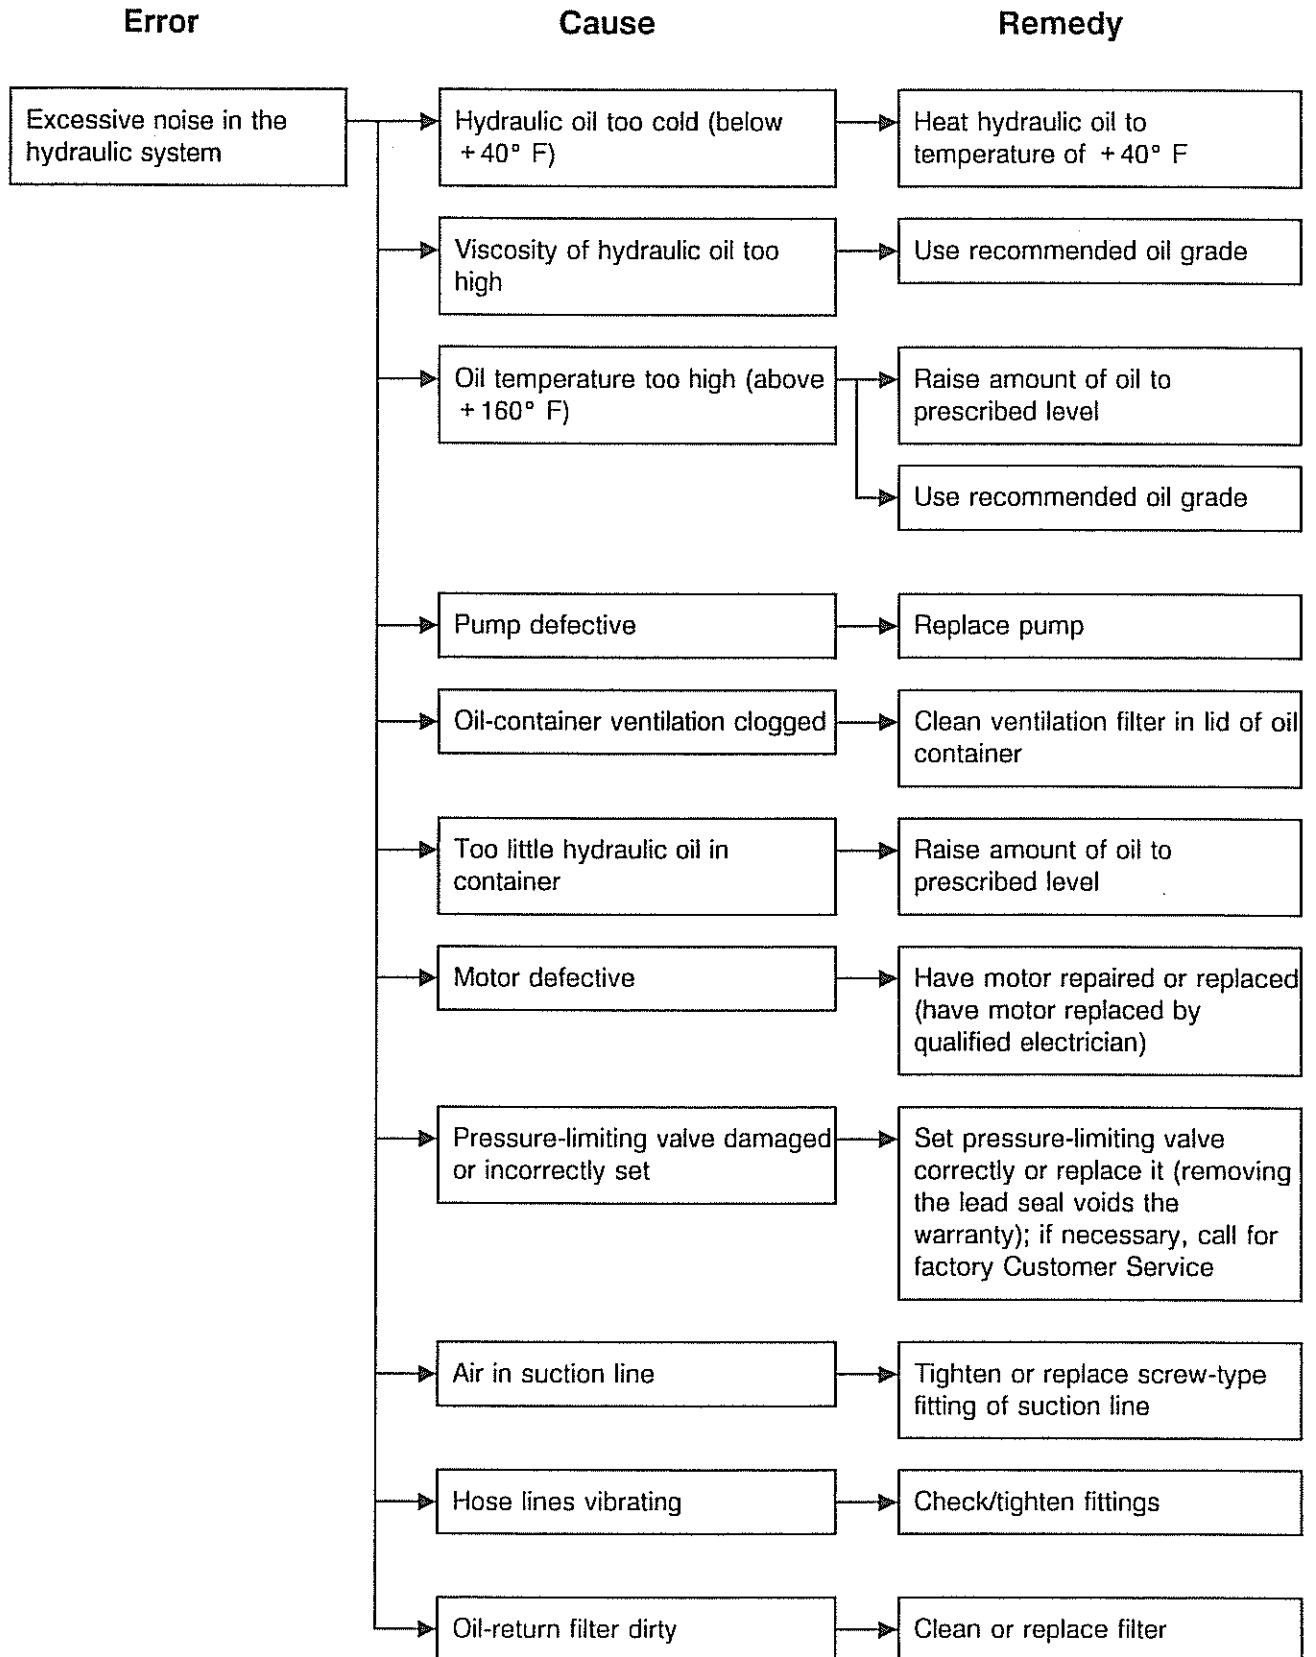 Error
Cause
Remedy
Excessive noise in the
hydraulic system
Hydraulic oil too cold (below
+40° F)
Heat hydraulic oil to
temperature of +40° F
Viscosity of hydraulic oil too
high
Use recommended oil grade
Oil temperature too high (above
+160° F)
Raise amount of oil to
prescribed level
Use recommended oil grade
Pump defective
Replace pump
Oil-container ventilation clogged
Clean ventilation filter in lid of oil
container
Too little hydraulic oil in
container
Raise amount of oil to
prescribed level
Motor defective
Have motor repaired or replaced
(have motor replaced by
qualified electrician)
Pressure-limiting valve damaged
or incorrectly set
Set pressure-limiting valve
correctly or replace it (removing
the lead seal voids the
warranty); if necessary, call for
factory Customer Service
Air in suction line
Tighten or replace screw-type
fitting of suction line
Hose lines vibrating
Check/tighten fittings
Oil-return filter dirty
Clean or replace filter